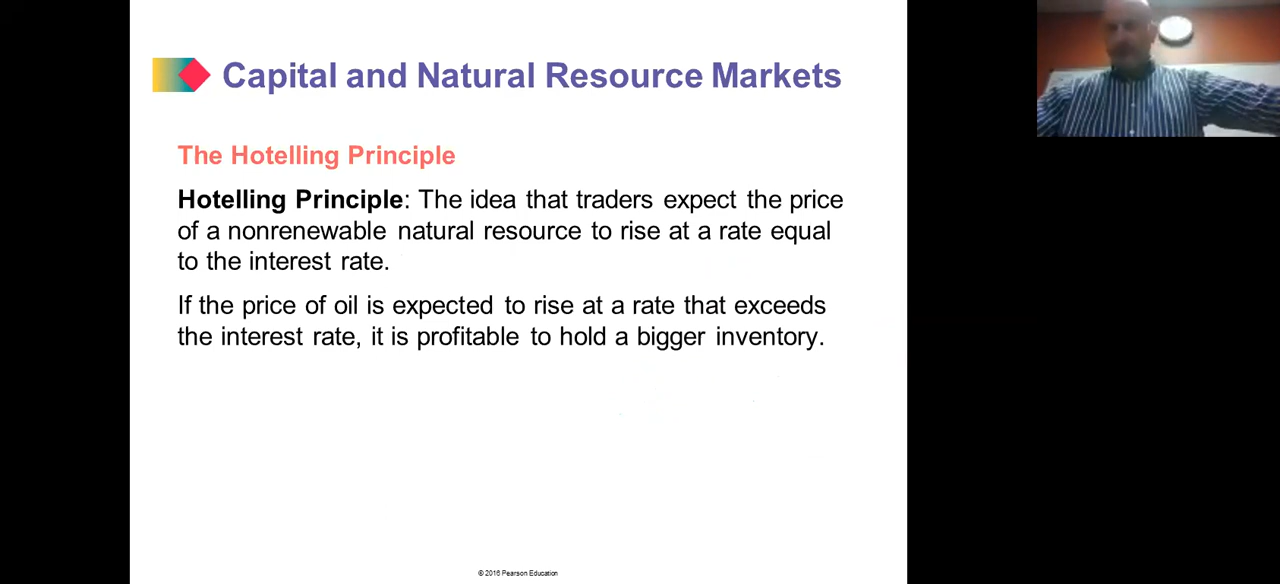 Capital and Natural Resource Markets
The Hotelling Principle
Hotelling Principle: The idea that traders expect the price
of a nonrenewable natural resource to rise at a rate equal
to the interest rate.
If the price of oil is expected to rise at a rate that exceeds
the interest rate, it is profitable to hold a bigger inventory.
© 2016 Pearson Education